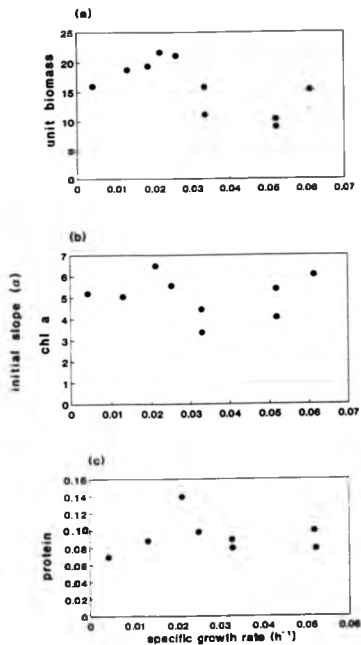 (a)
unit biomass
25
20
15
10
5
0
0 0.01 0.02 0.03 0.04 0.05 0.06 0.07
(b)
initial slope (α)
chl a
7
6
5
4
3
2
1
0
0 0.01 0.02 0.03 0.04 0.05 0.06 0.07
(c)
protein
0.16
0.14
0.12
0.10
0.08
0.06
0.04
0.02
0
0 0.01 0.02 0.03 0.04 0.05 0.06
specific growth rate (h⁻¹)